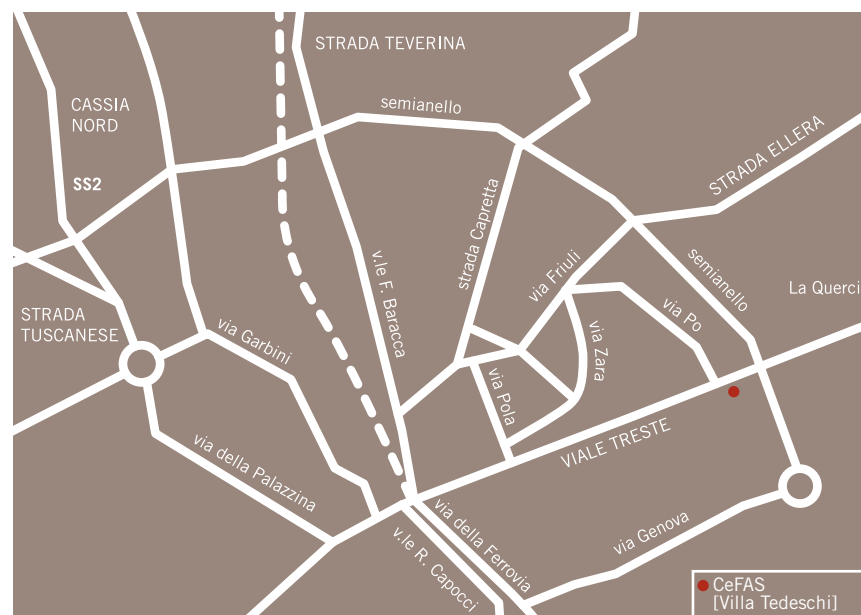 STRADA TEVERINA
CASSIA
NORD
semianello
STRADA ELLERA
SS2
strada Capretta
v.le F. Baracca
via Friuli
semianello
La Querci
STRADA
TUSCANESE
via Garbini
via Po
via Zara
via Pola
VIALE TRESTE
via della Palazzina
via della Ferrovia
via Genova
v.le R. Capocci
CeFAS
[Villa Tedeschi]